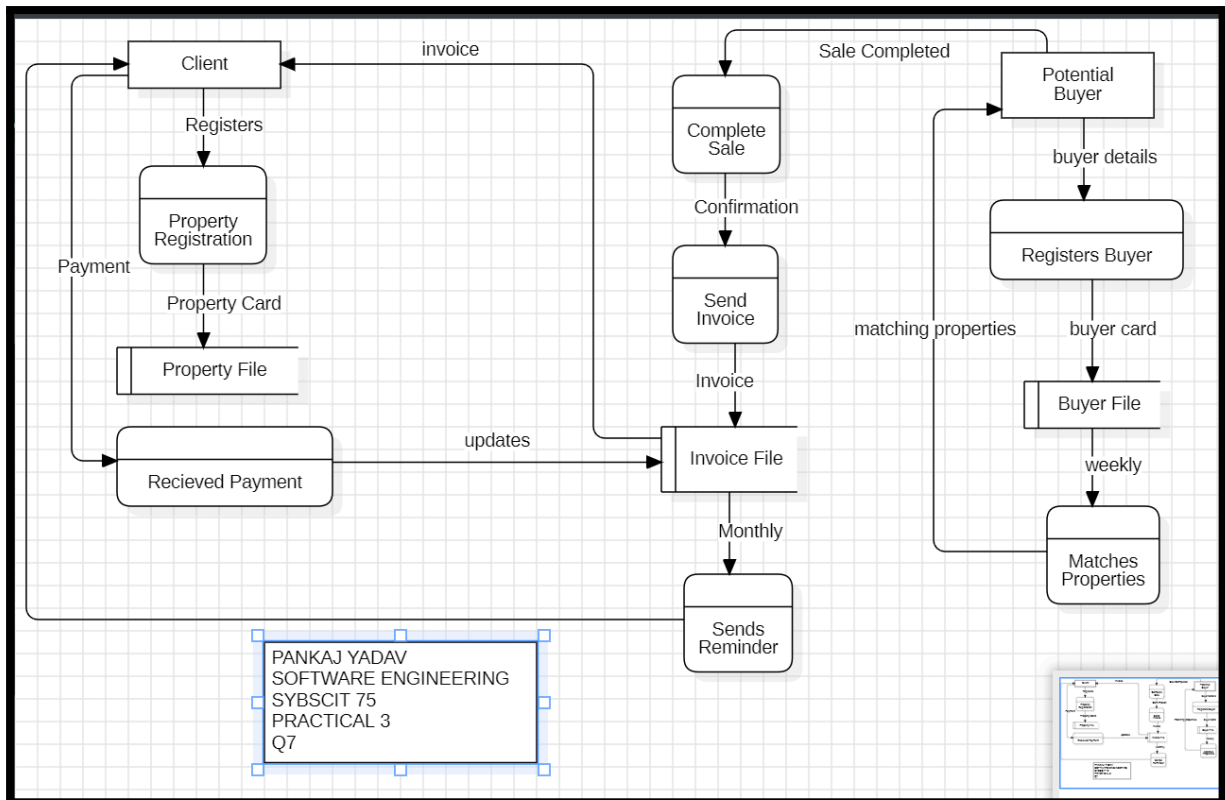 invoice
Sale Completed
Client
Potential
Buyer
Registers
Complete
Sale
buyer details
Property
Registration
Confirmation
Registers Buyer
Payment
Property Card
Send
Invoice
matching properties
buyer card
Property File
Invoice
Buyer File
updates
Invoice File
weekly
Recieved Payment
Monthly
Matches
Properties
Sends
Reminder
PANKAJ YADAV
SOFTWARE ENGINEERING
SYBSCIT 75
PRACTICAL 3
Q7